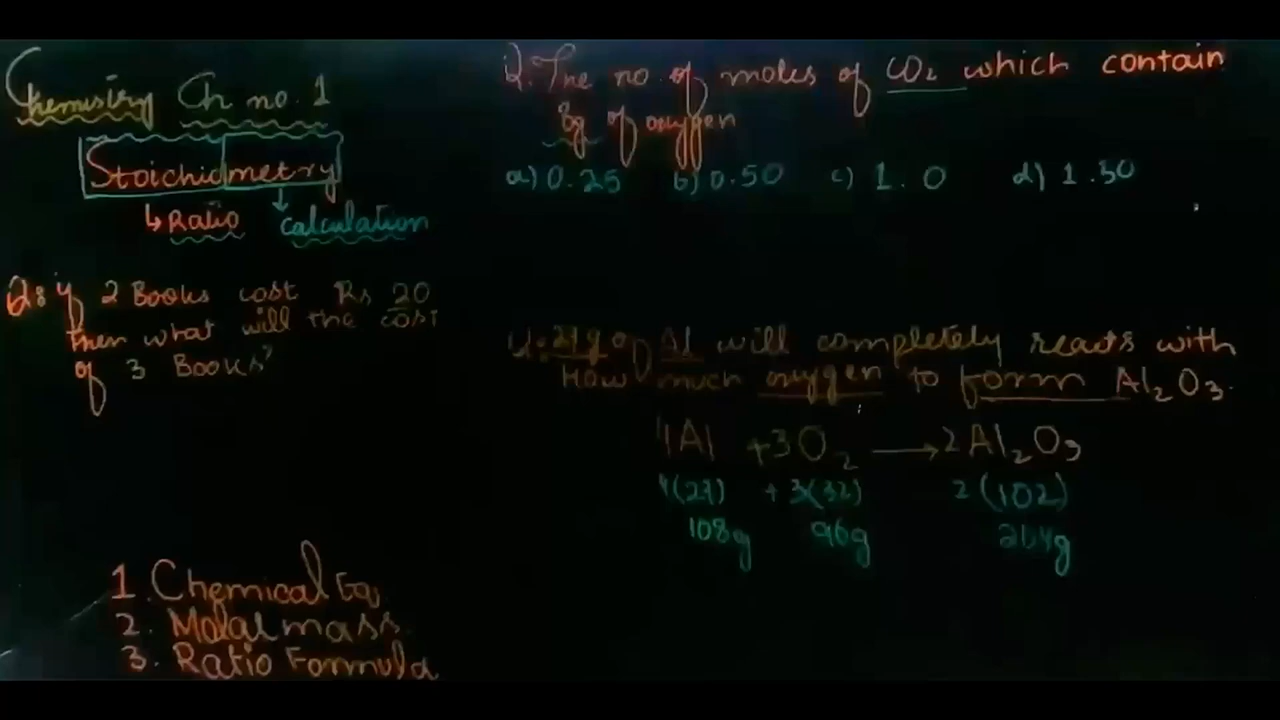 Chemistry Ch no. 1
Stoichiometry
↳ Ratio calculation
Q: if 2 Books cost Rs 20
then what will the cost
of 3 Books?
1 Chemical Eq
2. Molalmass
3. Ratio Formula
Q. The no. of moles of CO₂ which contain
8g of oxygen
a) 0.25 b) 0.50 c) 1.0 d) 1.50
Q: 27g of Al will completely reacts with
How much oxygen to form Al₂O₃.
4Al + 3O₂ → 2Al₂O₃
4(27) + 3(32) 2(102)
108g 96g 204g